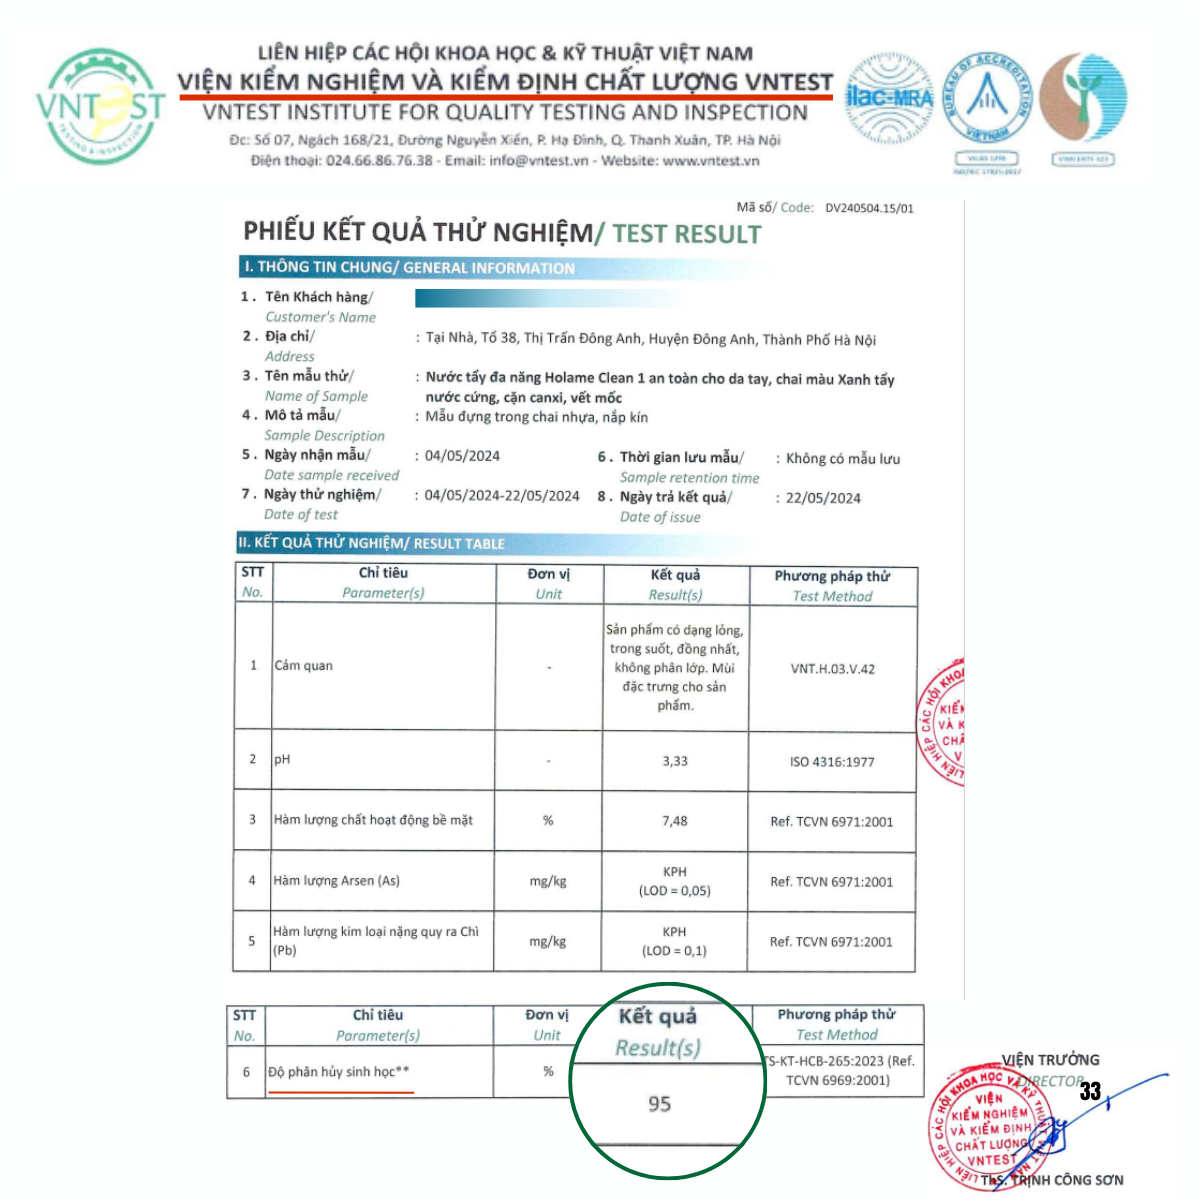 LIÊN HIỆP CÁC HỘI KHOA HỌC & KỸ THUẬT VIỆT NAM
VIỆN KIỂM NGHIỆM VÀ KIỂM ĐỊNH CHẤT LƯỢNG VNTEST
VNTEST INSTITUTE FOR QUALITY TESTING AND INSPECTION
Đc: Số 07, Ngách 168/21, Đường Nguyễn Xiển, P. Hạ Đình, Q. Thanh Xuân, TP. Hà Nội
Điện thoại: 024.66.86.76.38 - Email: info@vntest.vn - Website: www.vntest.vn
VNTEST
TESTING & INSPECTION
ilac-MRA
BUREAU OF ACCREDITATION
VIETNAM
VILAS 1298
ISO/IEC 17025:2017
VIMCERTS 323
Mã số/ Code: DV240504.15/01
PHIẾU KẾT QUẢ THỬ NGHIỆM/ TEST RESULT
I. THÔNG TIN CHUNG/ GENERAL INFORMATION
1 . Tên Khách hàng/
Customer's Name
2 . Địa chỉ/ : Tại Nhà, Tổ 38, Thị Trấn Đông Anh, Huyện Đông Anh, Thành Phố Hà Nội
Address
3 . Tên mẫu thử/ : Nước tẩy đa năng Holame Clean 1 an toàn cho da tay, chai màu Xanh tẩy
Name of Sample nước cứng, cặn canxi, vết mốc
4 . Mô tả mẫu/ : Mẫu đựng trong chai nhựa, nắp kín
Sample Description
5 . Ngày nhận mẫu/ : 04/05/2024 6 . Thời gian lưu mẫu/ : Không có mẫu lưu
Date sample received Sample retention time
7 . Ngày thử nghiệm/ : 04/05/2024-22/05/2024 8 . Ngày trả kết quả/ : 22/05/2024
Date of test Date of issue
II. KẾT QUẢ THỬ NGHIỆM/ RESULT TABLE
STT Chỉ tiêu Đơn vị Kết quả Phương pháp thử
No. Parameter(s) Unit Result(s) Test Method
1 Cảm quan - Sản phẩm có dạng lỏng, trong suốt, đồng nhất, không phân lớp. Mùi đặc trưng cho sản phẩm. VNT.H.03.V.42
2 pH - 3,33 ISO 4316:1977
3 Hàm lượng chất hoạt động bề mặt % 7,48 Ref. TCVN 6971:2001
4 Hàm lượng Arsen (As) mg/kg KPH (LOD = 0,05) Ref. TCVN 6971:2001
5 Hàm lượng kim loại nặng quy ra Chì (Pb) mg/kg KPH (LOD = 0,1) Ref. TCVN 6971:2001
STT Chỉ tiêu Đơn vị Kết quả Phương pháp thử
No. Parameter(s) Unit Result(s) Test Method
6 Độ phân hủy sinh học** % 95 TS-KT-HCB-265:2023 (Ref. TCVN 6969:2001)
VIỆN TRƯỞNG
DIRECTOR
33
VIỆN
KIỂM NGHIỆM
VÀ KIỂM ĐỊNH
CHẤT LƯỢNG
VNTEST
ThS. TRỊNH CÔNG SƠN